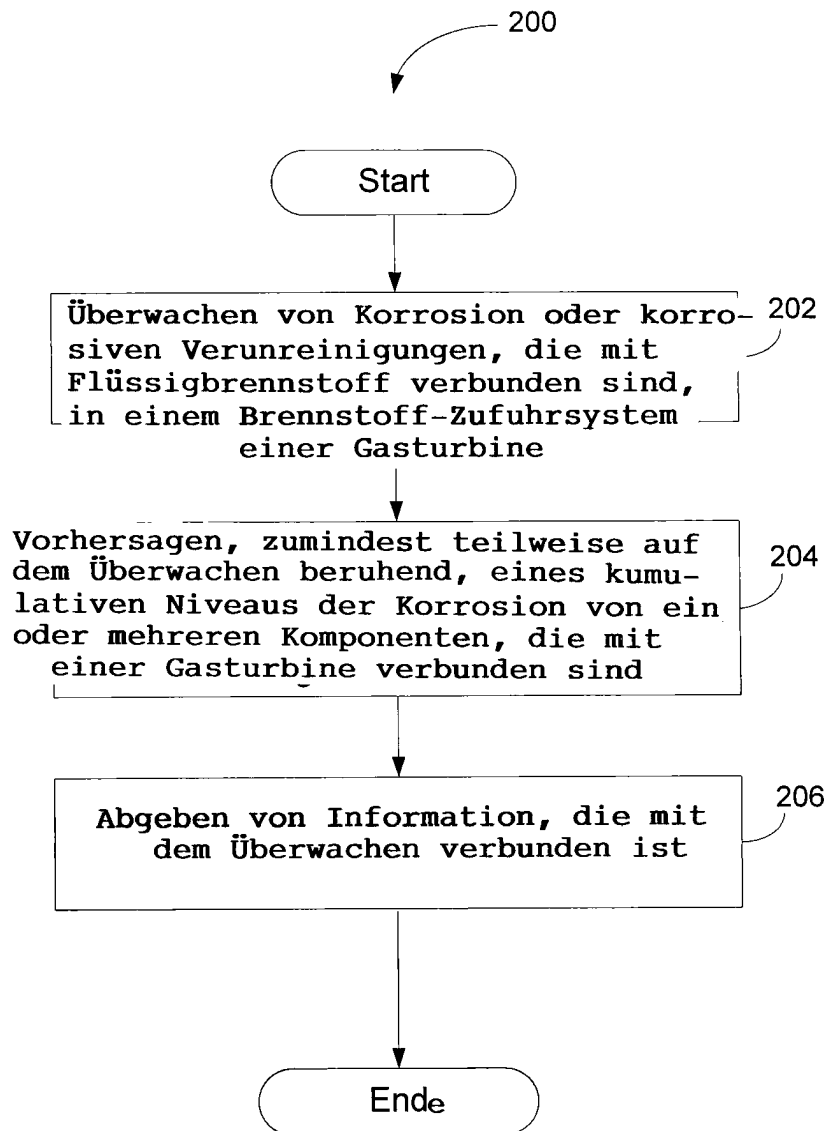 200
Start
Überwachen von Korrosion oder korro-
202
siven Verunreinigungen, die mit
Flüssigbrennstoff verbunden sind,
in einem Brennstoff-Zufuhrsystem
einer Gasturbine
Vorhersagen, zumindest teilweise auf
204
dem Überwachen beruhend, eines kumu-
lativen Niveaus der Korrosion von ein
oder mehreren Komponenten, die mit
einer Gasturbine verbunden sind
206
Abgeben von Information, die mit
dem Überwachen verbunden ist
Ende